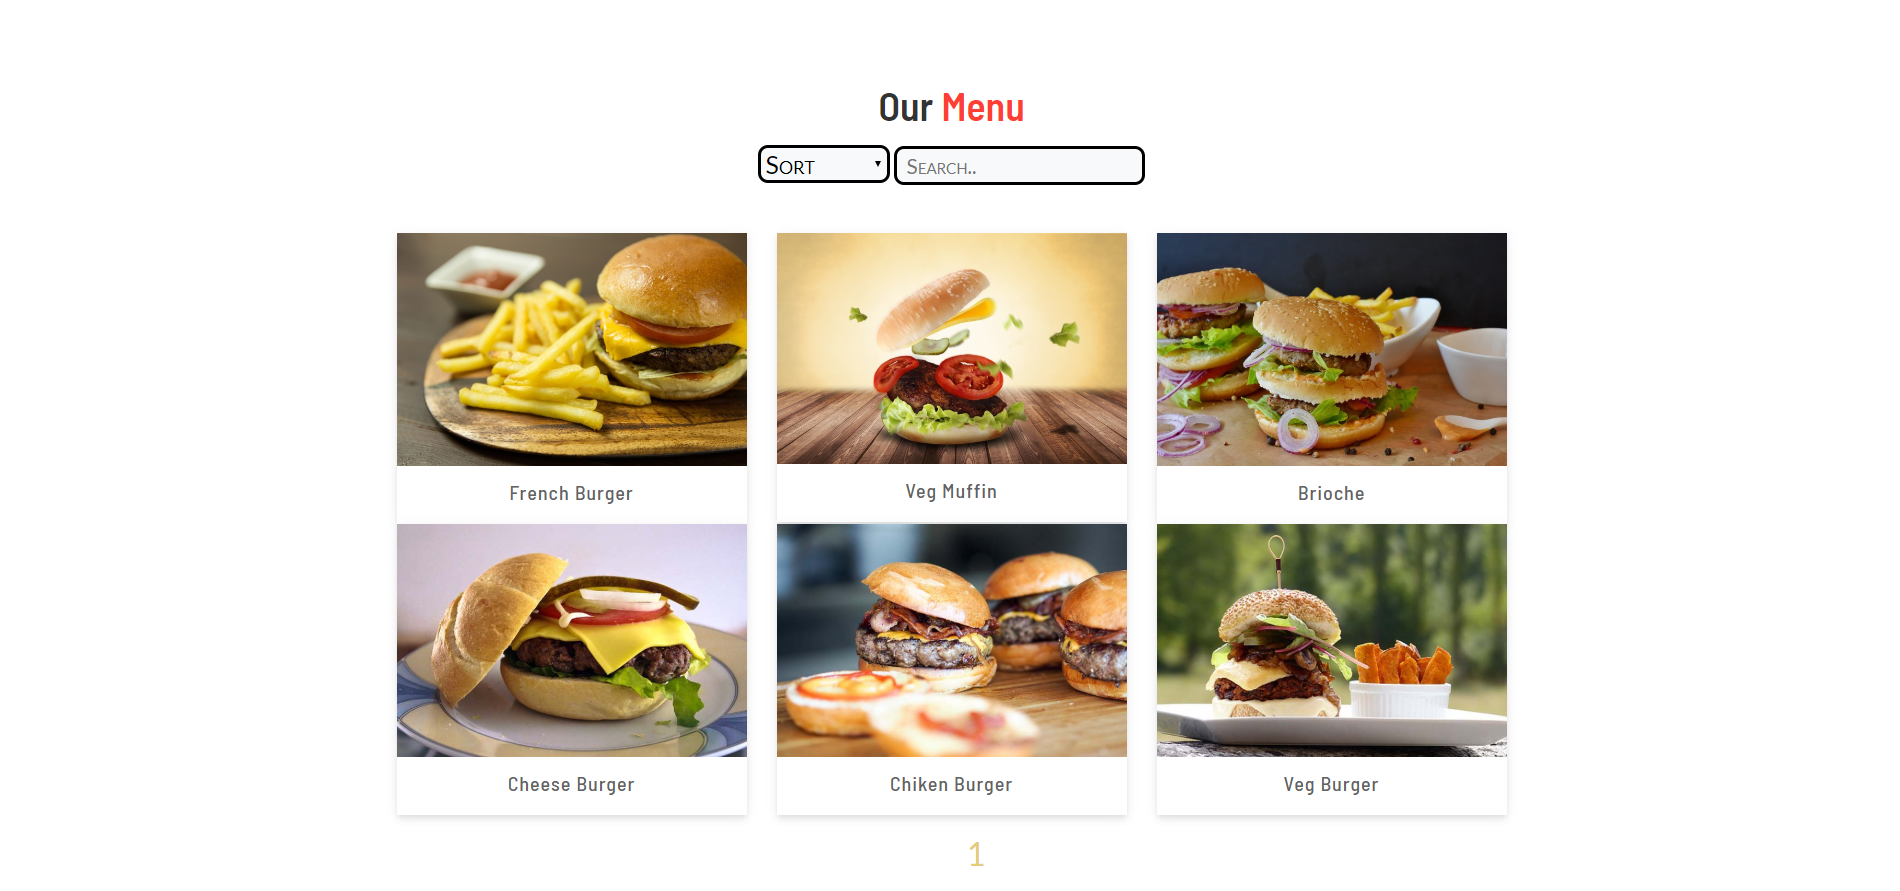 Our Menu
Sort
Search..
French Burger
Veg Muffin
Brioche
Cheese Burger
Chiken Burger
Veg Burger
1